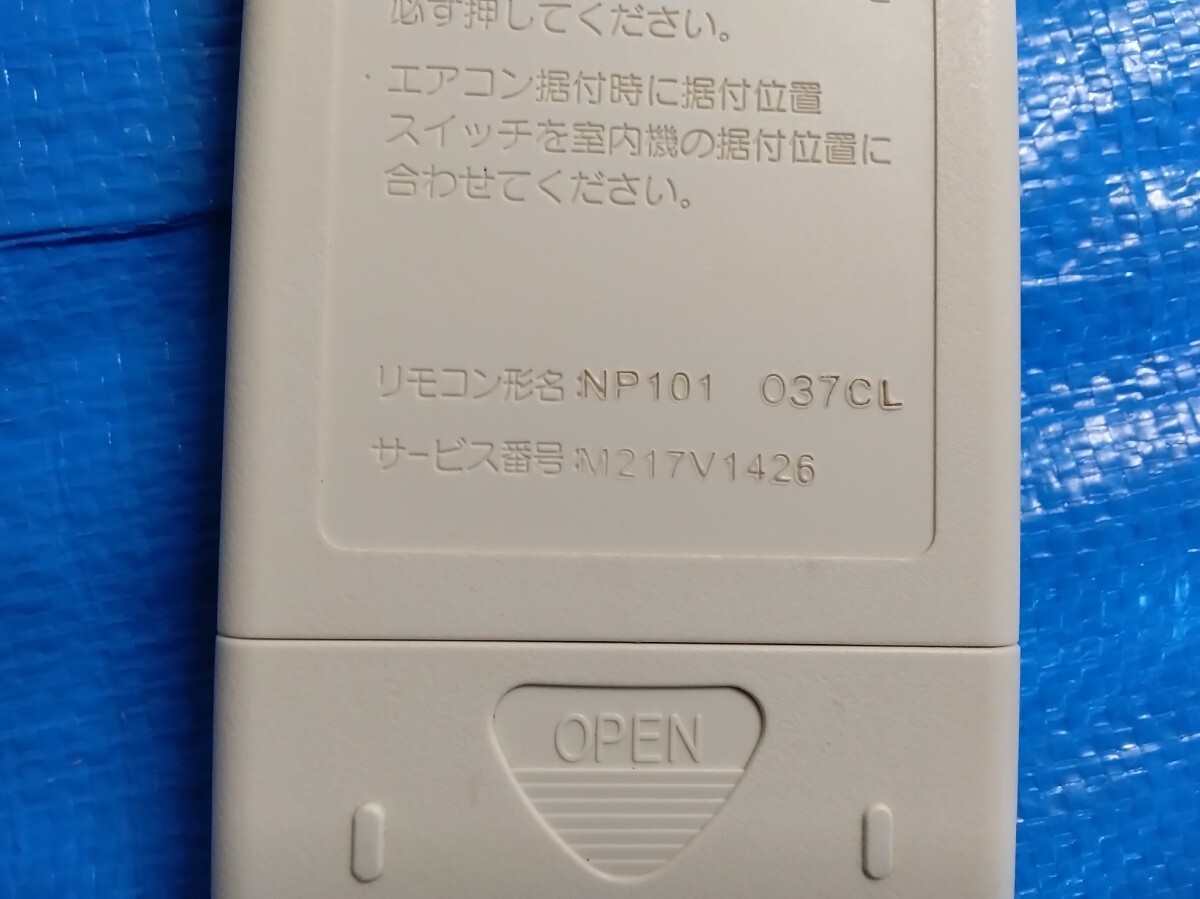 必ず押してください。
・エアコン据付時に据付位置
スイッチを室内機の据付位置に
合わせてください。
リモコン形名:NP101 037CL
サービス番号:M217V1426
OPEN